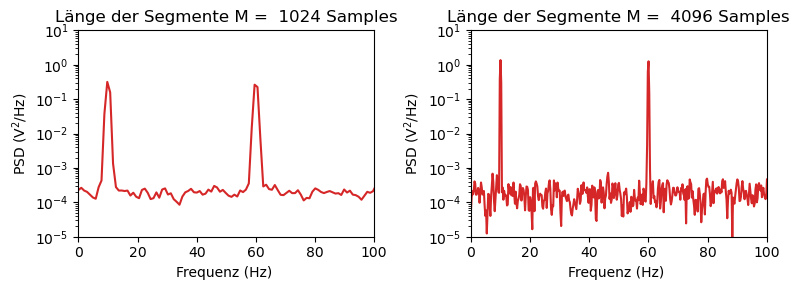 Länge der Segmente M =  1024 Samples
10¹
10⁰
10⁻¹
10⁻²
10⁻³
10⁻⁴
10⁻⁵
PSD (V²/Hz)
0 20 40 60 80 100
Frequenz (Hz)
Länge der Segmente M =  4096 Samples
10¹
10⁰
10⁻¹
10⁻²
10⁻³
10⁻⁴
10⁻⁵
PSD (V²/Hz)
0 20 40 60 80 100
Frequenz (Hz)